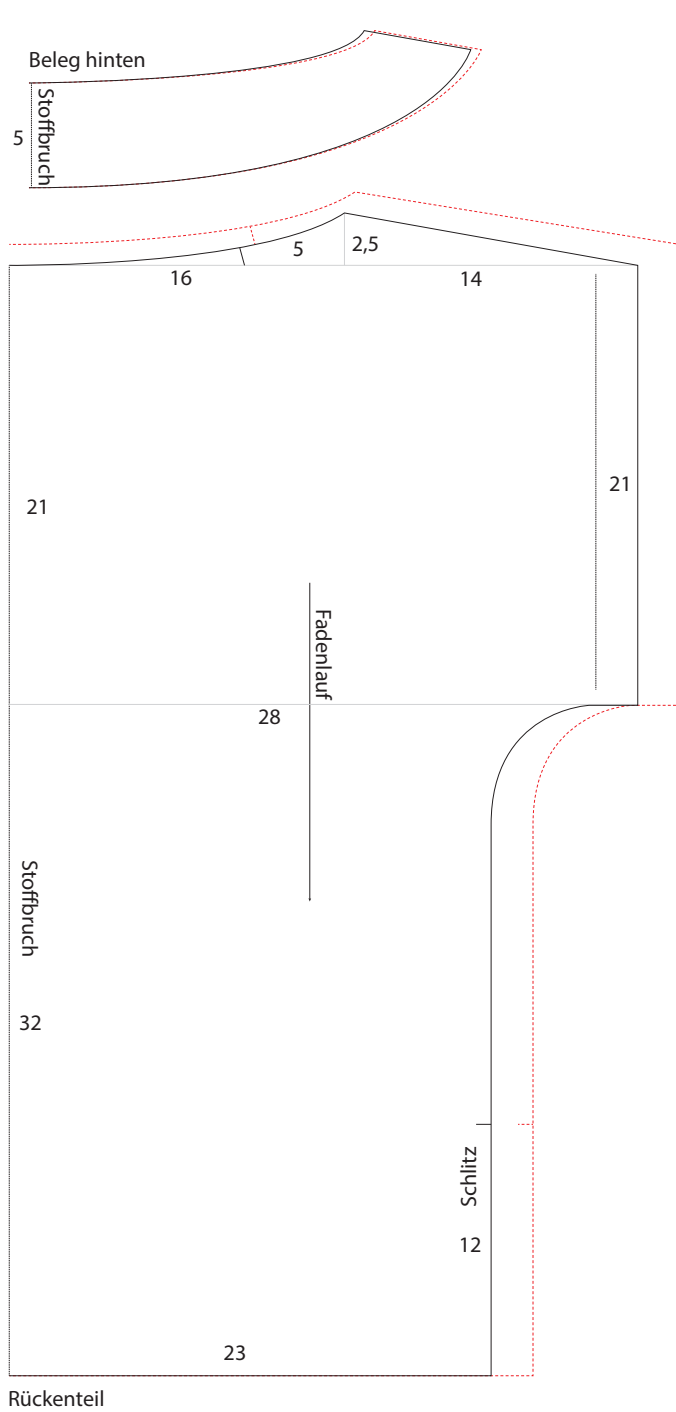 Beleg hinten
Stoffbruch
5
5
2,5
16
14
21
21
Fadenlauf
28
Stoffbruch
32
Schlitz
12
23
Rückenteil